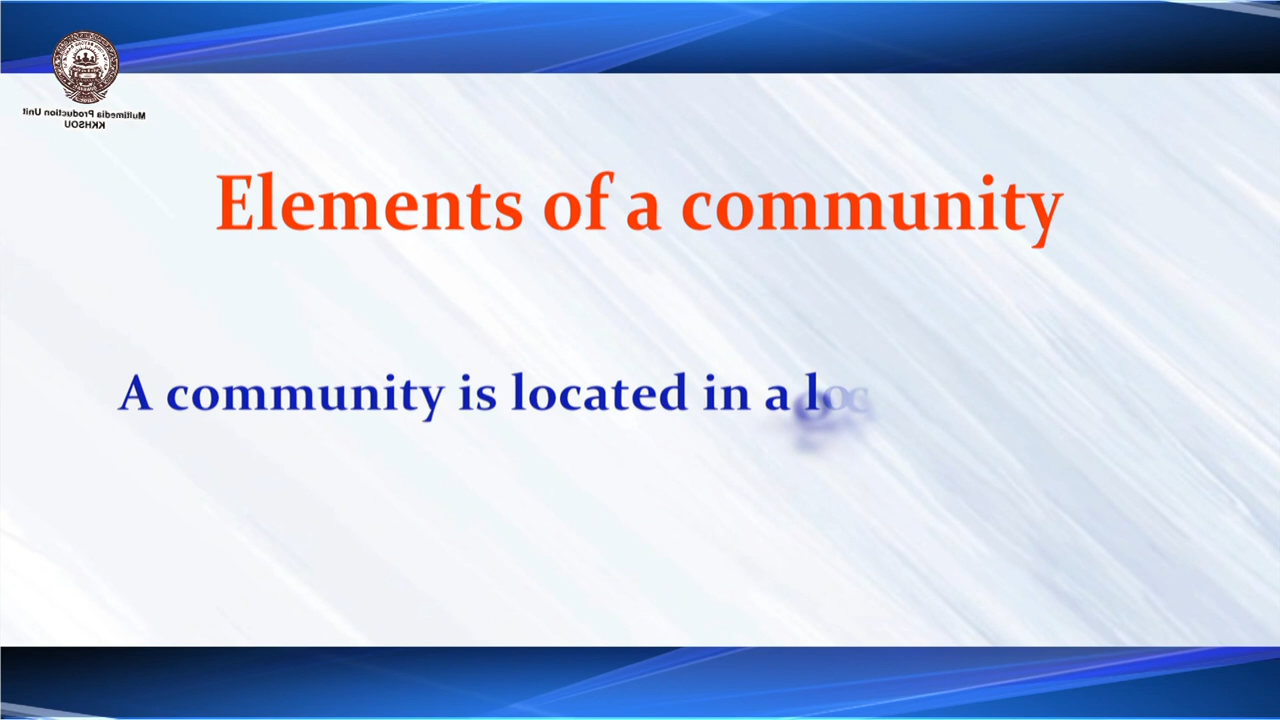 Multimedia Production Unit
KKHSOU
Elements of a community
A community is located in a